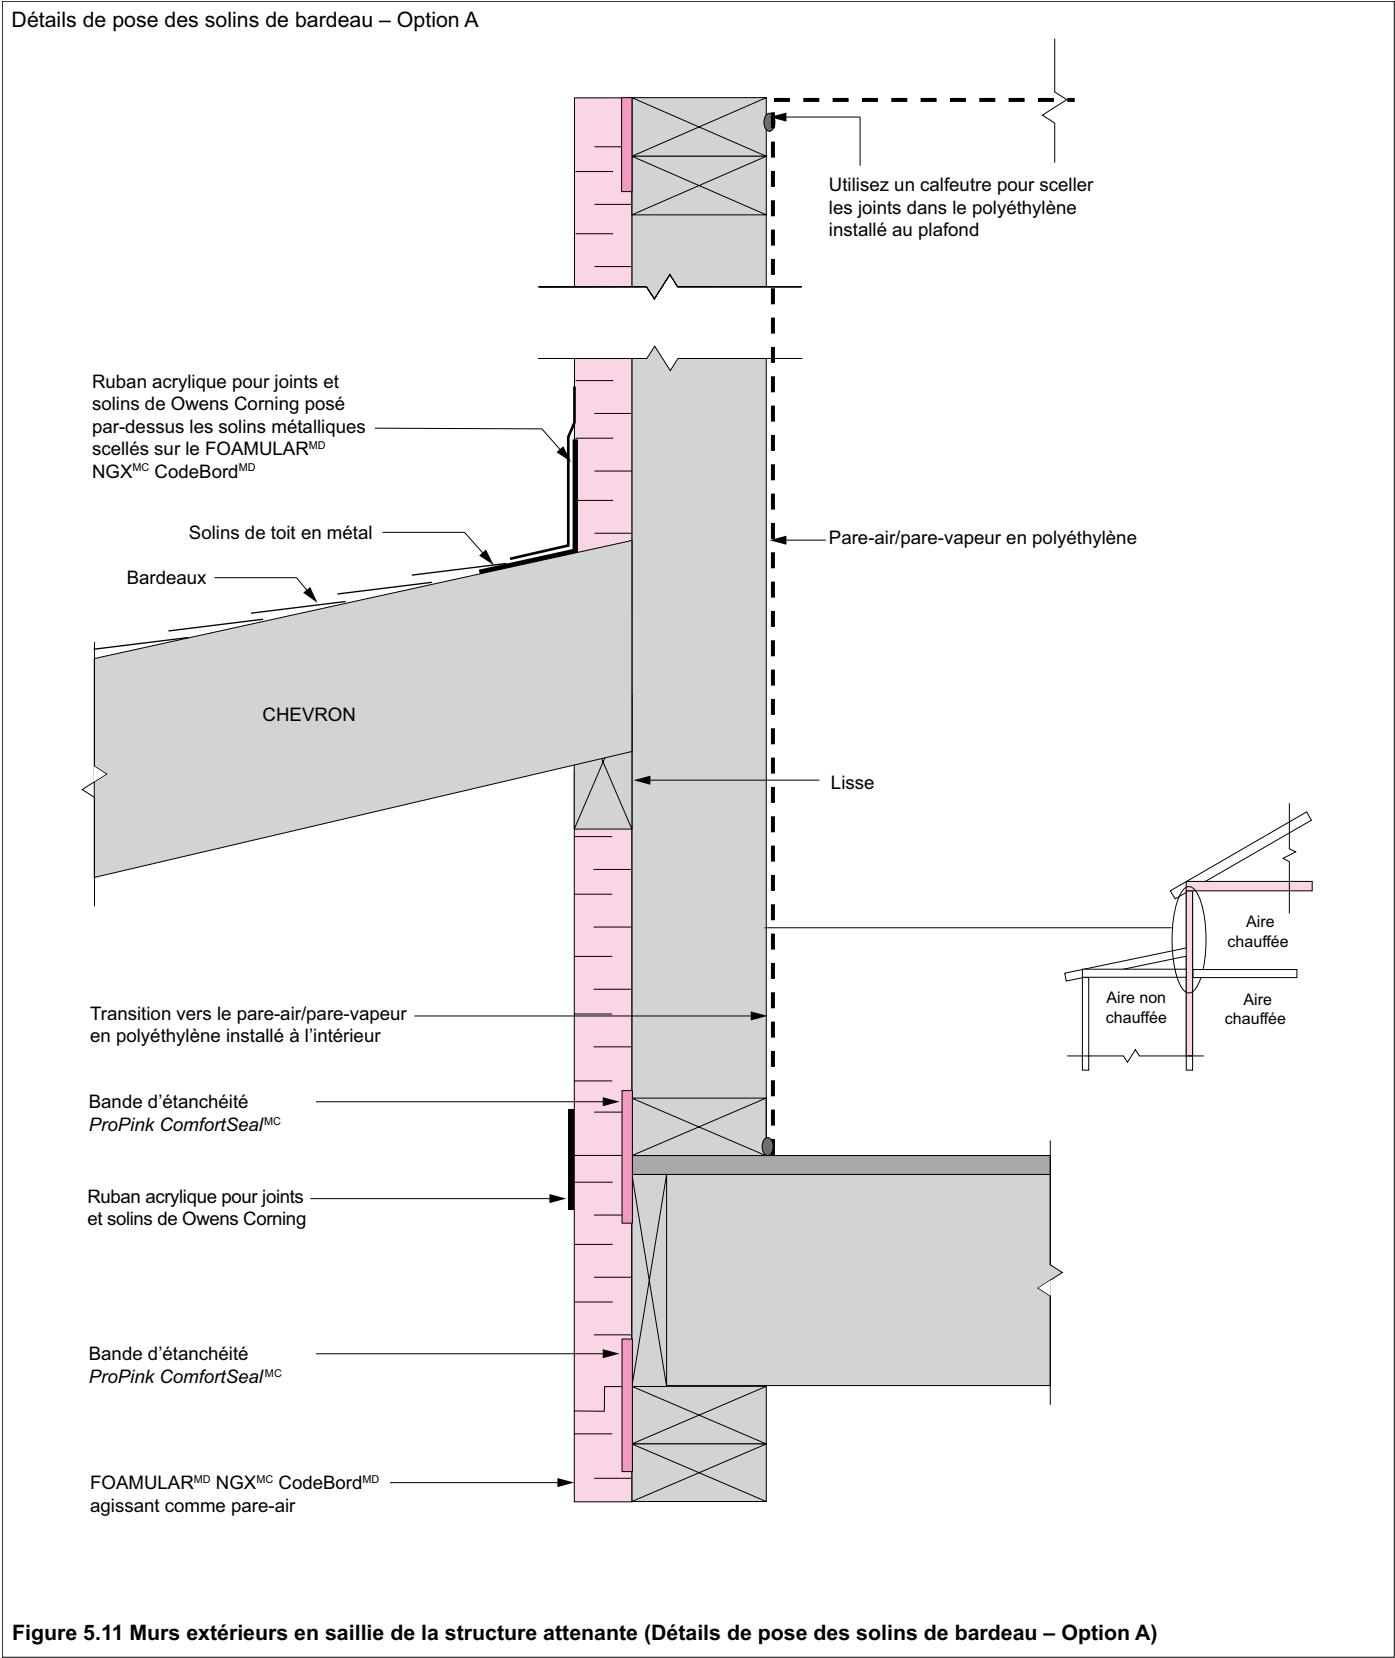 Détails de pose des solins de bardeau – Option A
Utilisez un calfeutre pour sceller
les joints dans le polyéthylène
installé au plafond
Ruban acrylique pour joints et
solins de Owens Corning posé
par-dessus les solins métalliques
scellés sur le FOAMULARᴹᴰ
NGXᴹᶜ CodeBordᴹᴰ
Solins de toit en métal
Pare-air/pare-vapeur en polyéthylène
Bardeaux
CHEVRON
Lisse
Aire
chauffée
Aire non
chauffée
Aire
chauffée
Transition vers le pare-air/pare-vapeur
en polyéthylène installé à l’intérieur
Bande d’étanchéité
ProPink ComfortSealᴹᶜ
Ruban acrylique pour joints
et solins de Owens Corning
Bande d’étanchéité
ProPink ComfortSealᴹᶜ
FOAMULARᴹᴰ NGXᴹᶜ CodeBordᴹᴰ
agissant comme pare-air
Figure 5.11 Murs extérieurs en saillie de la structure attenante (Détails de pose des solins de bardeau – Option A)